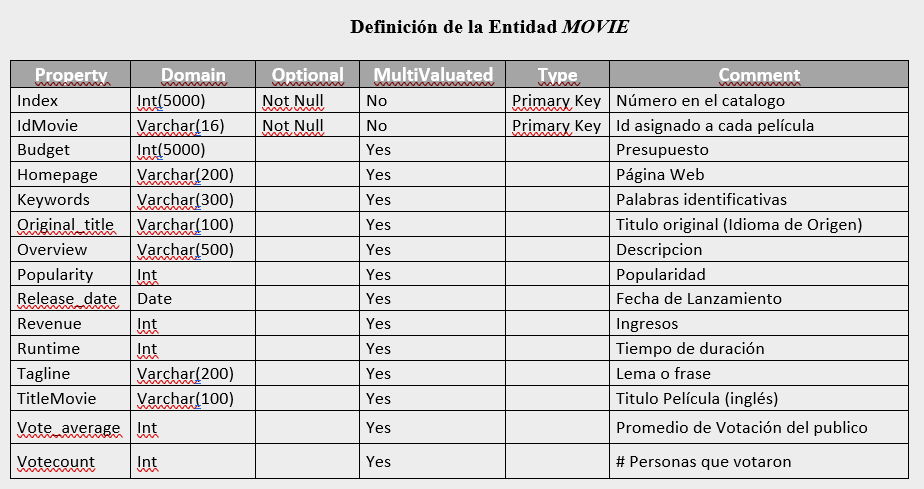 Definición de la Entidad MOVIE
Property Domain Optional MultiValuated Type Comment
Index Int(5000) Not Null No Primary Key Número en el catalogo
IdMovie Varchar(16) Not Null No Primary Key Id asignado a cada película
Budget Int(5000) Yes Presupuesto
Homepage Varchar(200) Yes Página Web
Keywords Varchar(300) Yes Palabras identificativas
Original_title Varchar(100) Yes Titulo original (Idioma de Origen)
Overview Varchar(500) Yes Descripcion
Popularity Int Yes Popularidad
Release_date Date Yes Fecha de Lanzamiento
Revenue Int Yes Ingresos
Runtime Int Yes Tiempo de duración
Tagline Varchar(200) Yes Lema o frase
TitleMovie Varchar(100) Yes Titulo Película (inglés)
Vote_average Int Yes Promedio de Votación del publico
Votecount Int Yes # Personas que votaron